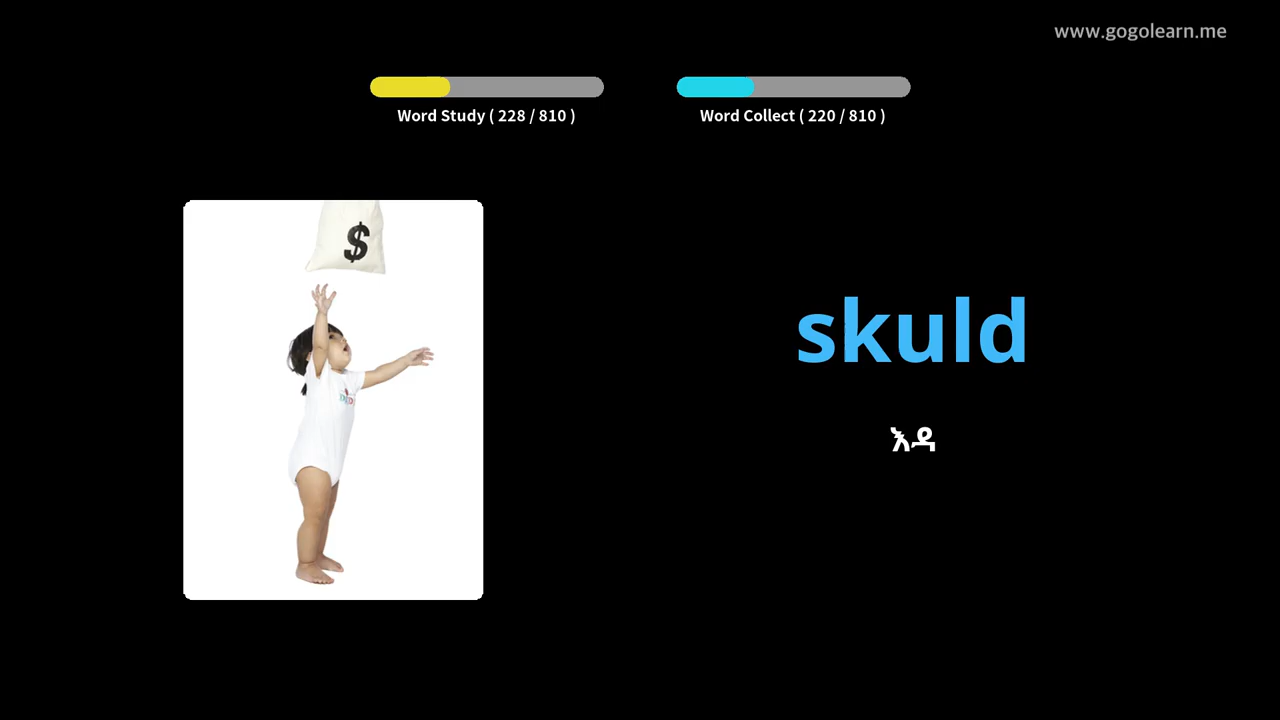 www.gogolearn.me
Word Study ( 228 / 810 )
Word Collect ( 220 / 810 )
$
skuld
እዳ